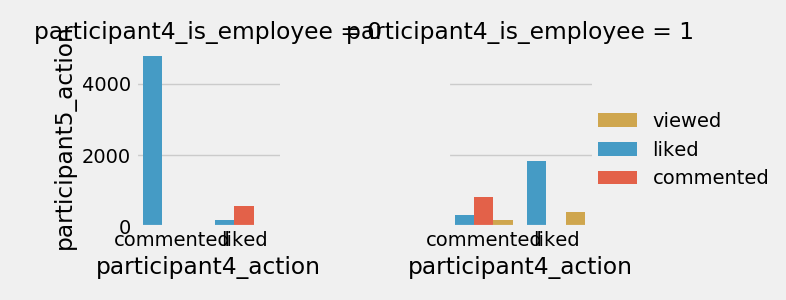 participant4_is_employee = 0
participant4_is_employee = 1
participant5_action
4000
2000
0
commented
liked
commented
liked
participant4_action
participant4_action
viewed
liked
commented